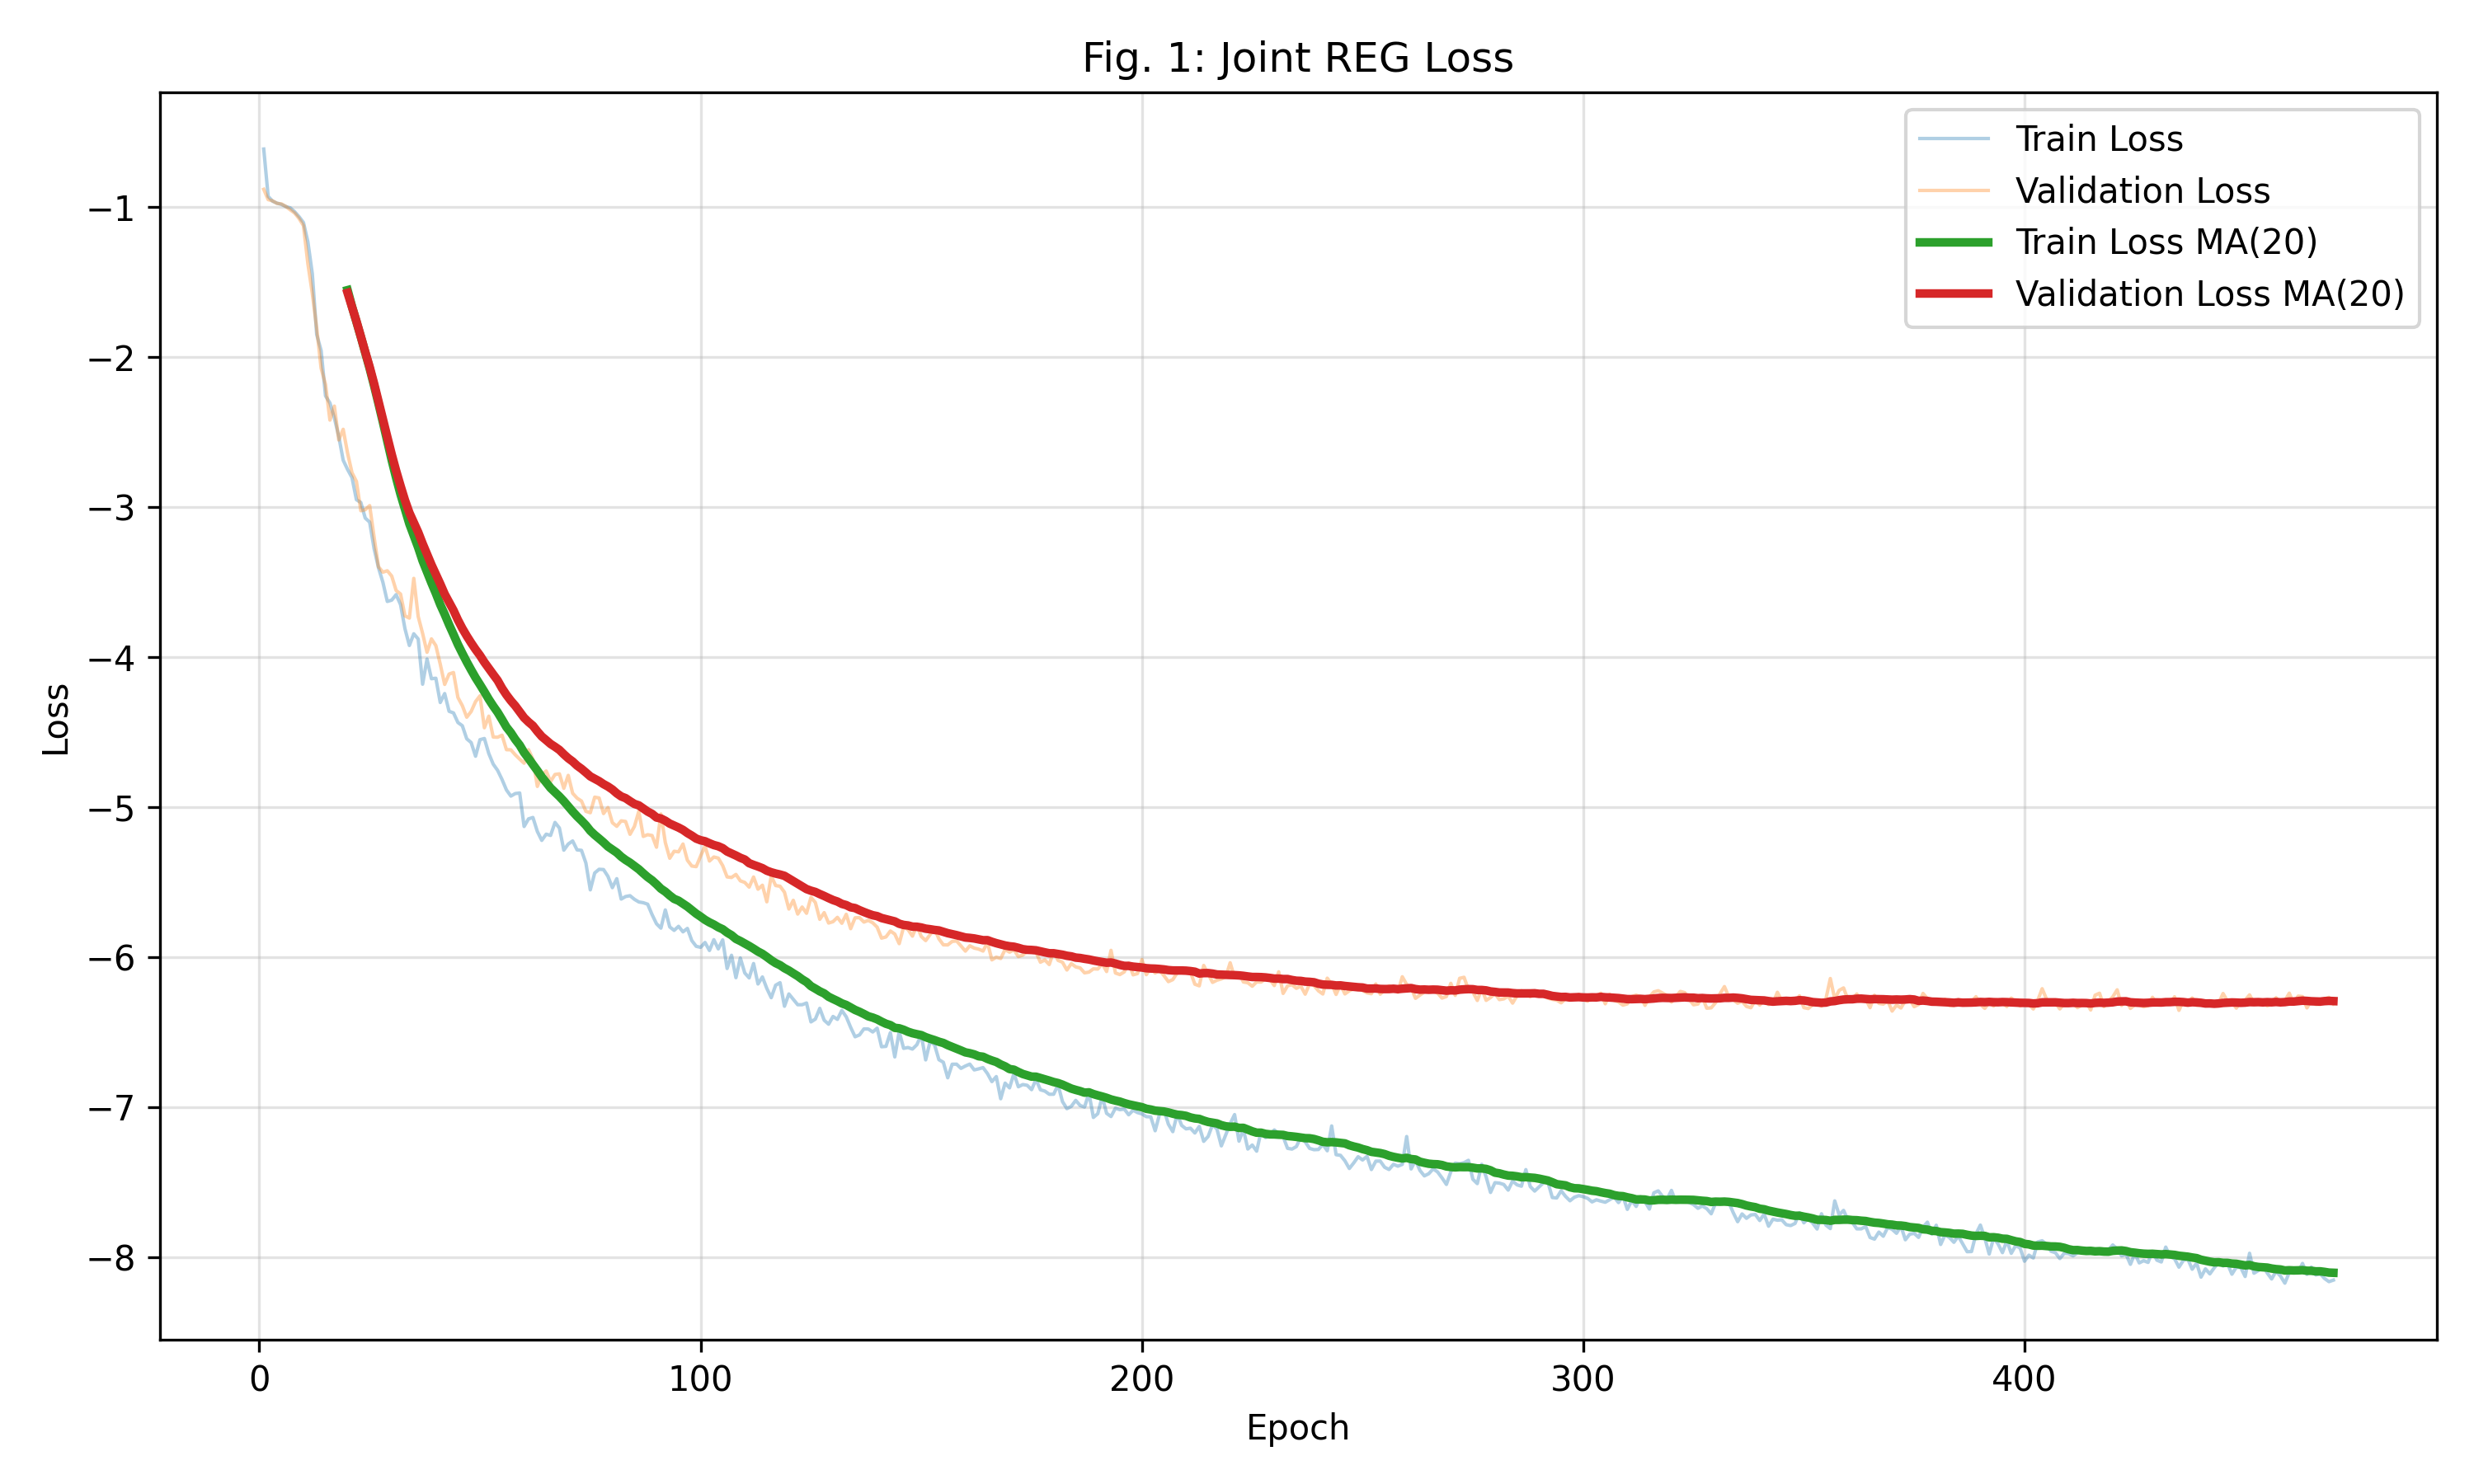 Fig. 1: Joint REG Loss
Train Loss
Validation Loss
Train Loss MA(20)
Validation Loss MA(20)
−1
−2
−3
−4
−5
−6
−7
−8
Loss
0
100
200
300
400
Epoch